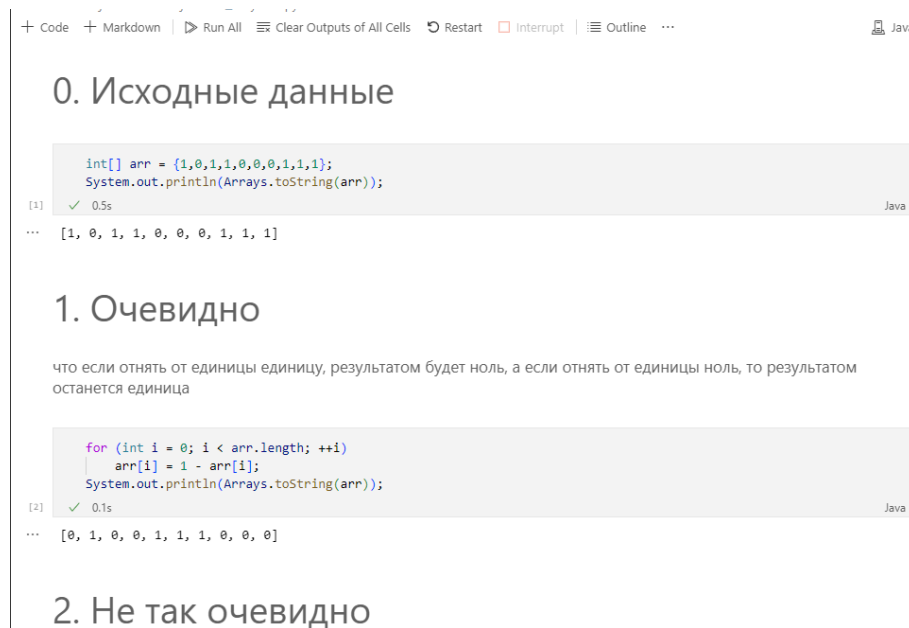 Code Markdown Run All Clear Outputs of All Cells Restart Interrupt Outline ...
0. Исходные данные
int[] arr = {1,0,1,1,0,0,0,1,1,1};
System.out.println(Arrays.toString(arr));
[1] ✓ 0.5s Java
... [1, 0, 1, 1, 0, 0, 0, 1, 1, 1]
1. Очевидно
что если отнять от единицы единицу, результатом будет ноль, а если отнять от единицы ноль, то результатом
останется единица
for (int i = 0; i < arr.length; ++i)
arr[i] = 1 - arr[i];
System.out.println(Arrays.toString(arr));
[2] ✓ 0.1s Java
... [0, 1, 0, 0, 1, 1, 1, 0, 0, 0]
2. Не так очевидно